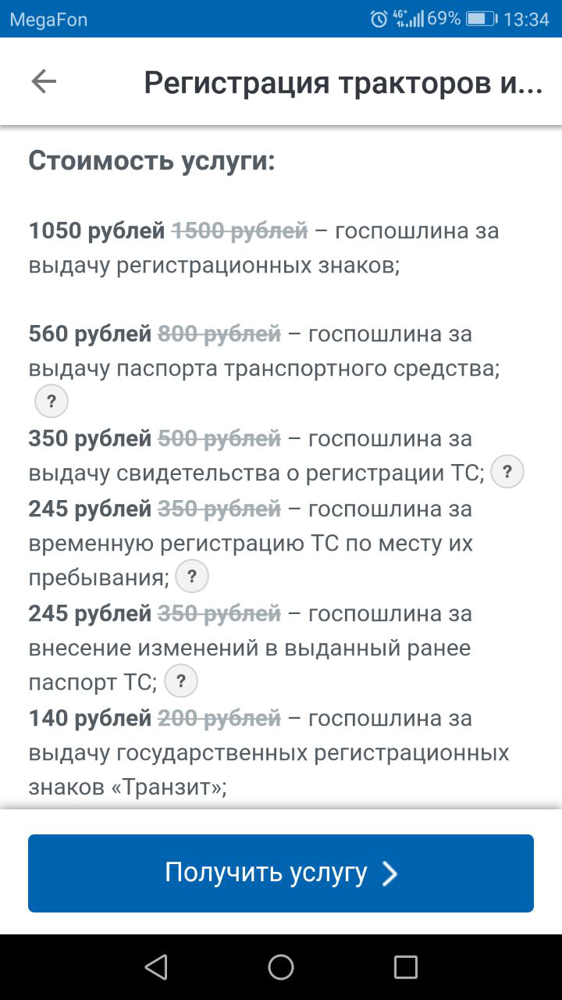 MegaFon 4G+ 69% 13:34
Регистрация тракторов и...
Стоимость услуги:
1050 рублей 1500 рублей – госпошлина за
выдачу регистрационных знаков;
560 рублей 800 рублей – госпошлина за
выдачу паспорта транспортного средства;
?
350 рублей 500 рублей – госпошлина за
выдачу свидетельства о регистрации ТС; ?
245 рублей 350 рублей – госпошлина за
временную регистрацию ТС по месту их
пребывания; ?
245 рублей 350 рублей – госпошлина за
внесение изменений в выданный ранее
паспорт ТС; ?
140 рублей 200 рублей – госпошлина за
выдачу государственных регистрационных
знаков «Транзит»;
Получить услугу